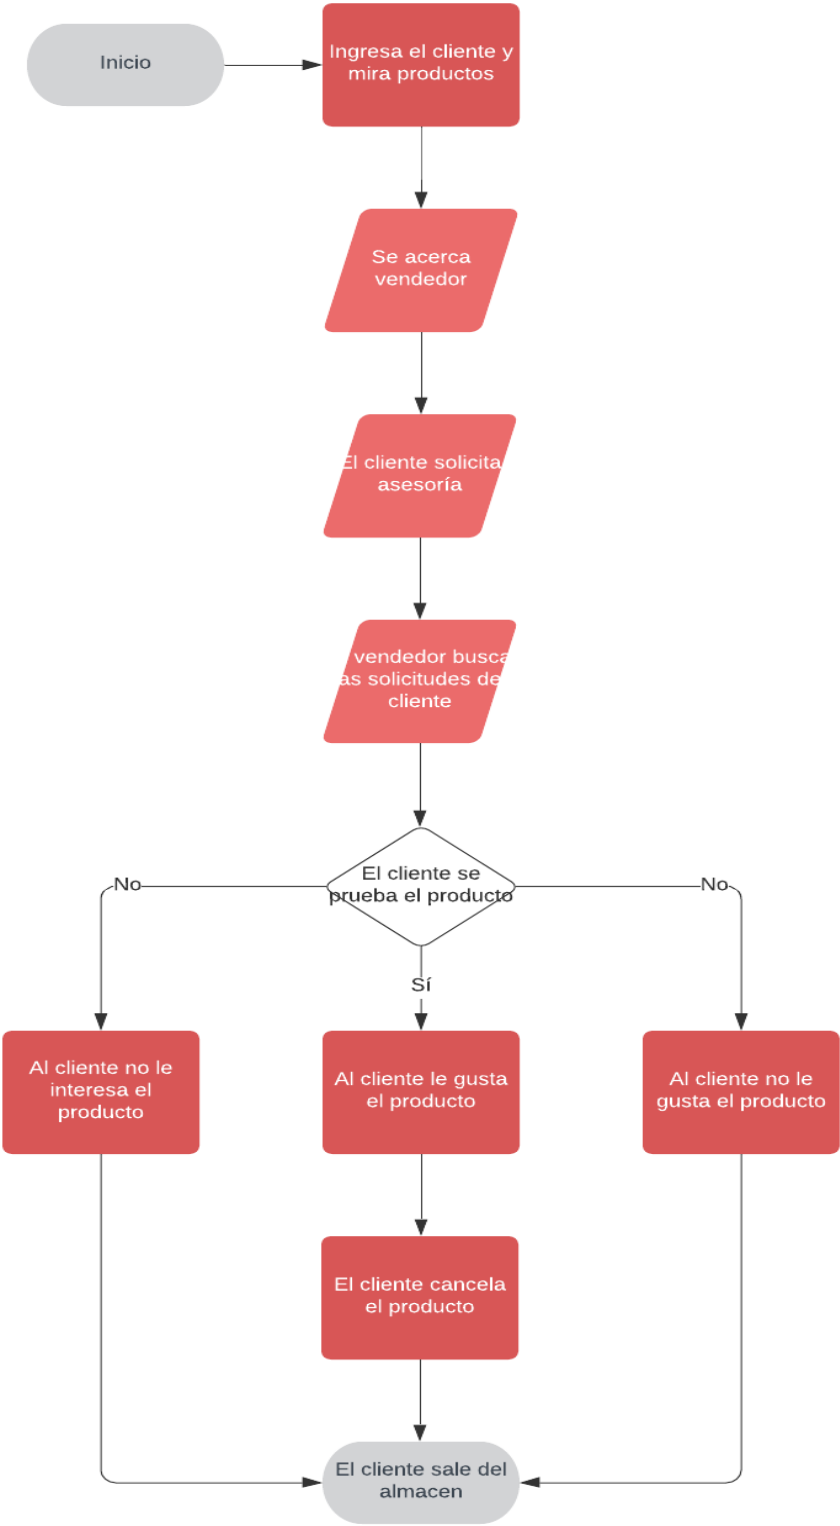 Inicio
Ingresa el cliente y
mira productos
Se acerca
vendedor
El cliente solicita
asesoría
vendedor busca
as solicitudes de
cliente
El cliente se
prueba el producto
No
No
Sí
Al cliente no le
interesa el
producto
Al cliente le gusta
el producto
Al cliente no le
gusta el producto
El cliente cancela
el producto
El cliente sale del
almacen